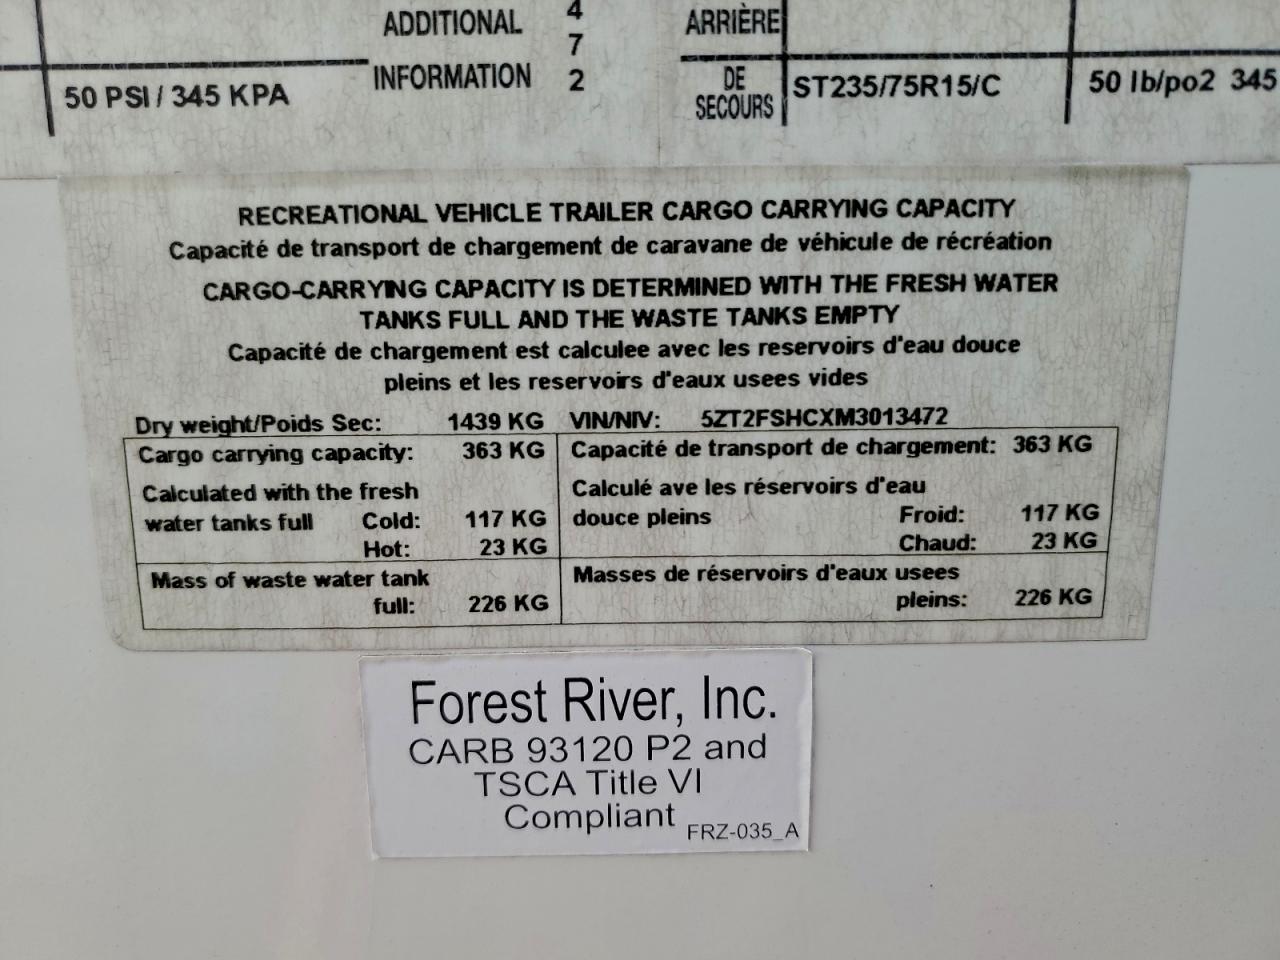 ADDITIONAL
INFORMATION
4
7
2
50 PSI / 345 KPA
ARRIÈRE
DE
SECOURS
ST235/75R15/C
50 lb/po2 345
RECREATIONAL VEHICLE TRAILER CARGO CARRYING CAPACITY
Capacité de transport de chargement de caravane de véhicule de récréation
CARGO-CARRYING CAPACITY IS DETERMINED WITH THE FRESH WATER
TANKS FULL AND THE WASTE TANKS EMPTY
Capacité de chargement est calculee avec les reservoirs d'eau douce
pleins et les reservoirs d'eaux usees vides
Dry weight/Poids Sec: 1439 KG VIN/NIV: 5ZT2FSHCXM3013472
Cargo carrying capacity: 363 KG
Calculated with the fresh
water tanks full Cold: 117 KG
Hot: 23 KG
Mass of waste water tank
full: 226 KG
Capacité de transport de chargement: 363 KG
Calculé ave les réservoirs d'eau
douce pleins Froid: 117 KG
Chaud: 23 KG
Masses de réservoirs d'eaux usees
pleins: 226 KG
Forest River, Inc.
CARB 93120 P2 and
TSCA Title VI
Compliant FRZ-035_A